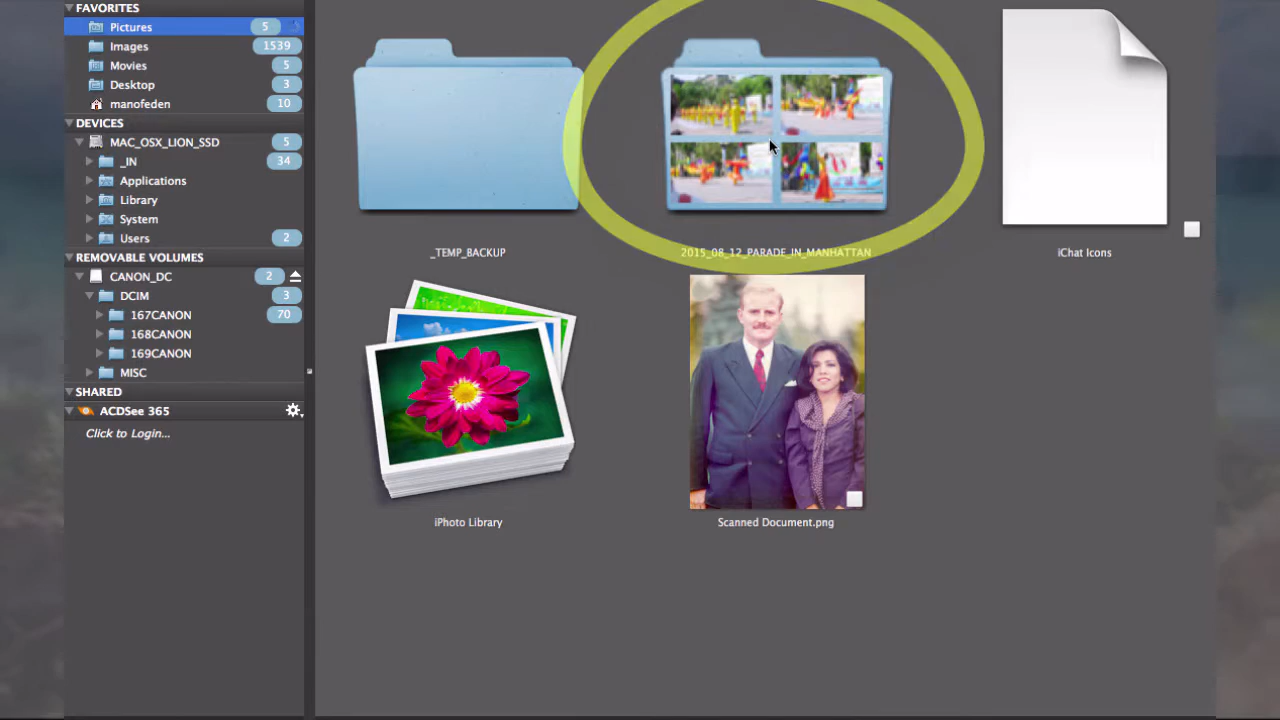 FAVORITES
Pictures 5
Images 1539
Movies 5
Desktop 3
manofeden 10
DEVICES
MAC_OSX_LION_SSD 5
_IN 34
Applications
Library
System
Users 2
REMOVABLE VOLUMES
CANON_DC 2
DCIM 3
167CANON 70
168CANON
169CANON
MISC
SHARED
ACDSee 365
Click to Login...
_TEMP_BACKUP
2015_08_12_PARADE_IN_MANHATTAN
iChat Icons
iPhoto Library
Scanned Document.png